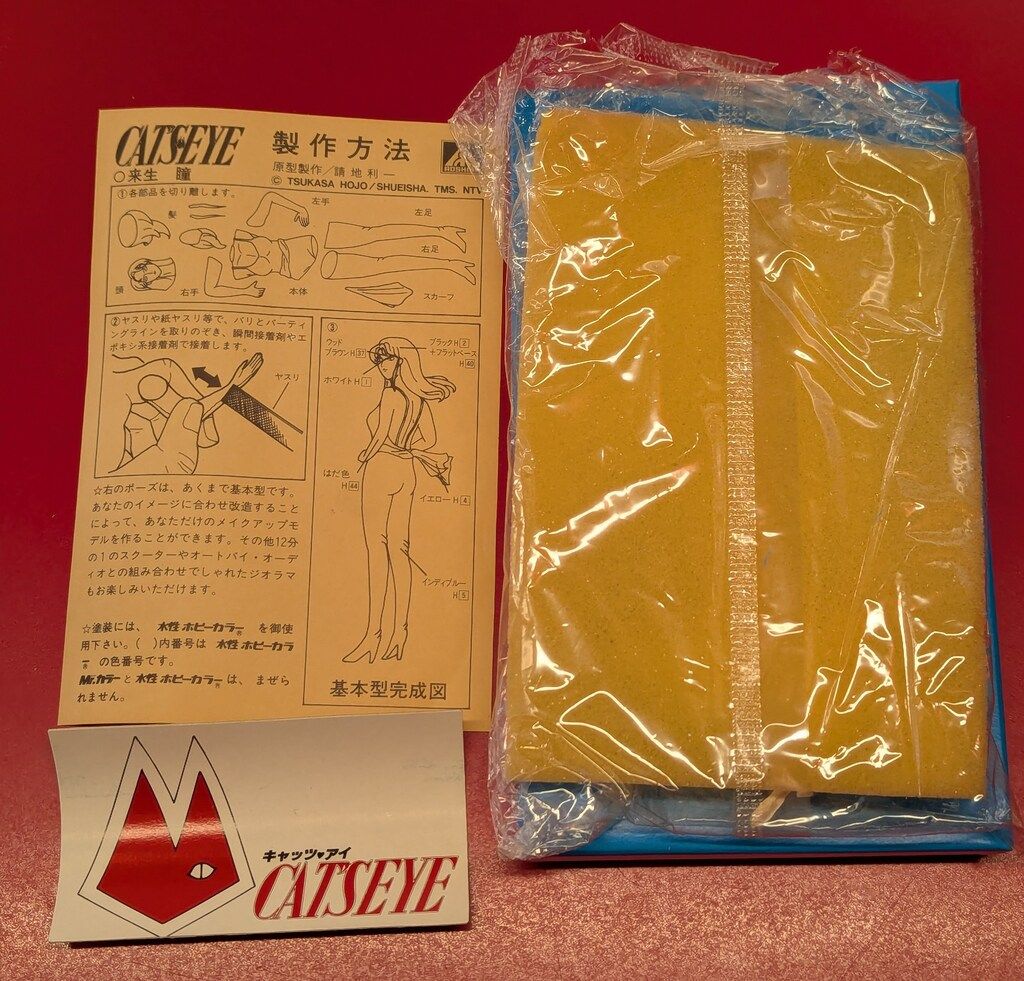 CAT'S♥EYE 製作方法
○来生 瞳
原型製作/請地利一
© TSUKASA HOJO/SHUEISHA. TMS. NTV
①各部品を切り離します。
髪
左手
左足
右足
頭
右手
本体
スカーフ
②ヤスリや紙ヤスリ等で、バリとパーティ
ングラインを取りのぞき、瞬間接着剤やエ
ポキシ系接着剤で接着します。
ヤスリ
☆右のポーズは、あくまで基本型です。
あなたのイメージに合わせ改造すること
によって、あなただけのメイクアップモ
デルを作ることができます。その他12分
の1のスクーターやオートバイ・オーデ
ィオとの組み合わせでしゃれたジオラマ
もお楽しみいただけます。
☆塗装には、 水性ホビーカラー® を御使
用下さい。( )内番号は 水性ホビーカラ
ー® の色番号です。
Mr.カラーと水性ホビーカラー®は、まぜら
れません。
③
ウッド
ブラウンH37
ブラックH2
+フラットベース
H40
ホワイトH1
はだ色
H44
イエローH4
インディブルー
H5
基本型完成図
キャッツ♥アイ
CAT'S EYE